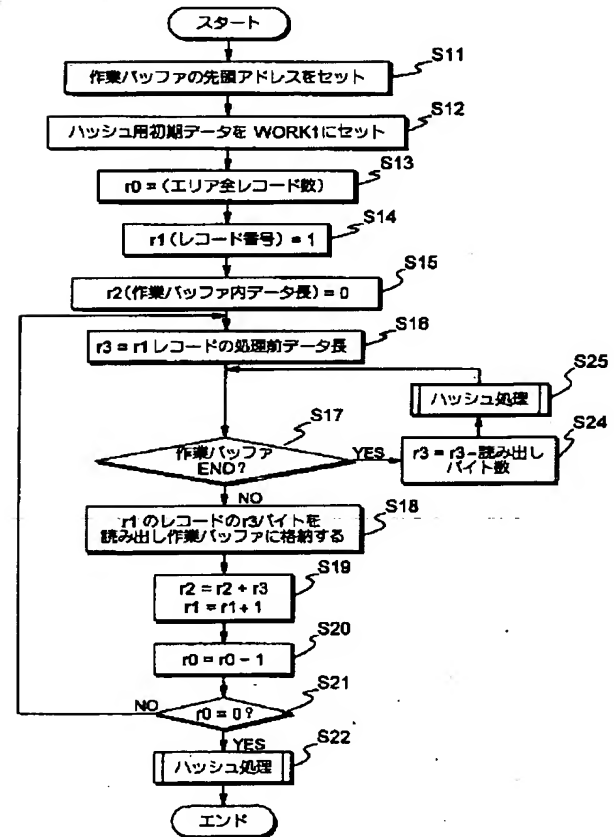 スタート
S11
作業バッファの先頭アドレスをセット
S12
ハッシュ用初期データを WORK1にセット
S13
r0 = (エリア全レコード数)
S14
r1 (レコード番号) = 1
S15
r2 (作業バッファ内データ長) = 0
S16
r3 = r1 レコードの処理前データ長
S25
ハッシュ処理
S17
作業バッファ
END?
YES
S24
r3 = r3 − 読み出し
バイト数
NO
S18
r1 のレコードのr3バイトを
読み出し作業バッファに格納する
S19
r2 = r2 + r3
r1 = r1 + 1
S20
r0 = r0 − 1
S21
NO
r0 = 0 ?
YES
S22
ハッシュ処理
エンド